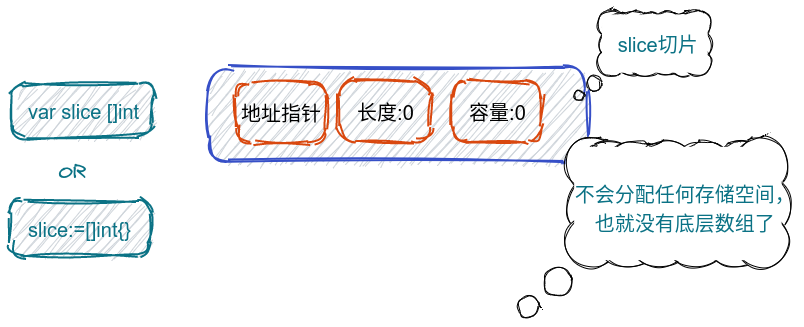 slice切片
var slice []int
地址指针
长度:0
容量:0
OR
不会分配任何存储空间,
也就没有底层数组了
slice:=[]int{}